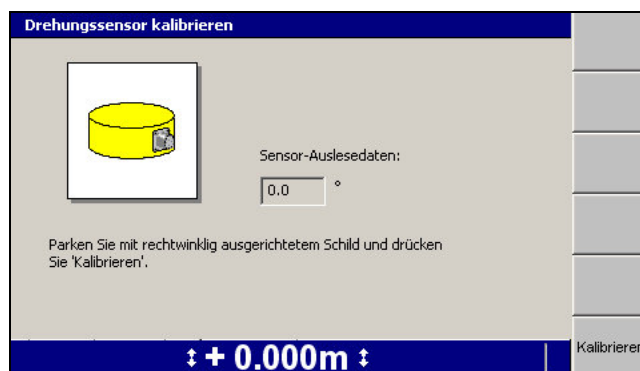 Drehungssensor kalibrieren
Sensor-Auslesedaten:
0.0 °
Parken Sie mit rechtwinklig ausgerichtetem Schild und drücken
Sie 'Kalibrieren'.
Kalibrieren
↕ + 0.000m ↕